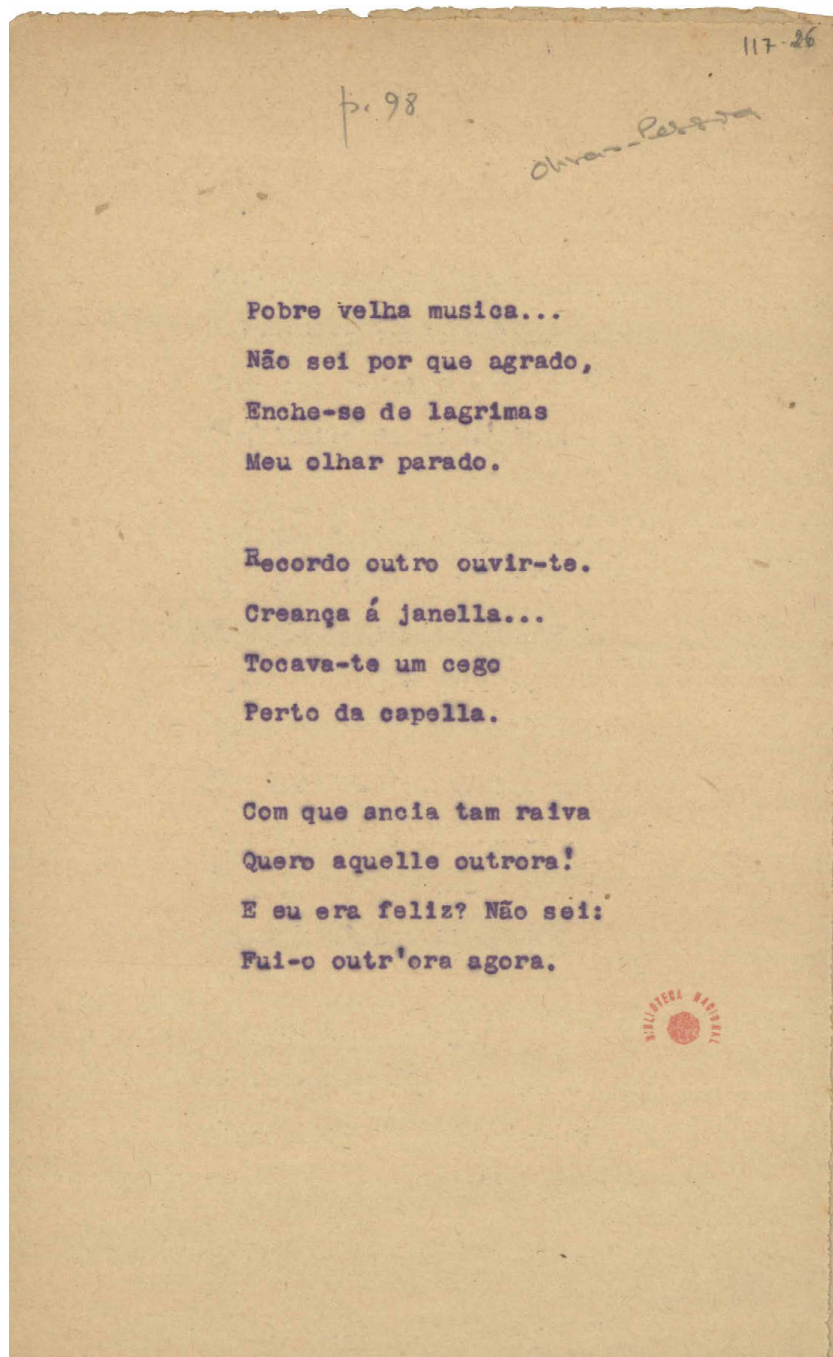 117-26
p. 98
Obras-Pessoa
Pobre velha musica...
Não sei por que agrado,
Enche-se de lagrimas
Meu olhar parado.
Recordo outro ouvir-te.
Creança á janella...
Tocava-te um cego
Perto da capella.
Com que ancia tam raiva
Quero aquelle outrora!
E eu era feliz? Não sei:
Fui-o outr'ora agora.
BIBLIOTECA NACIONAL